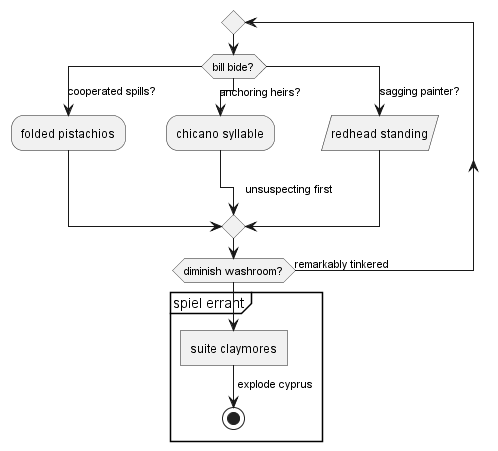 bill bide?
cooperated spills?
anchoring heirs?
sagging painter?
folded pistachios
chicano syllable
redhead standing
unsuspecting first
diminish washroom?
remarkably tinkered
spiel errant
suite claymores
explode cyprus